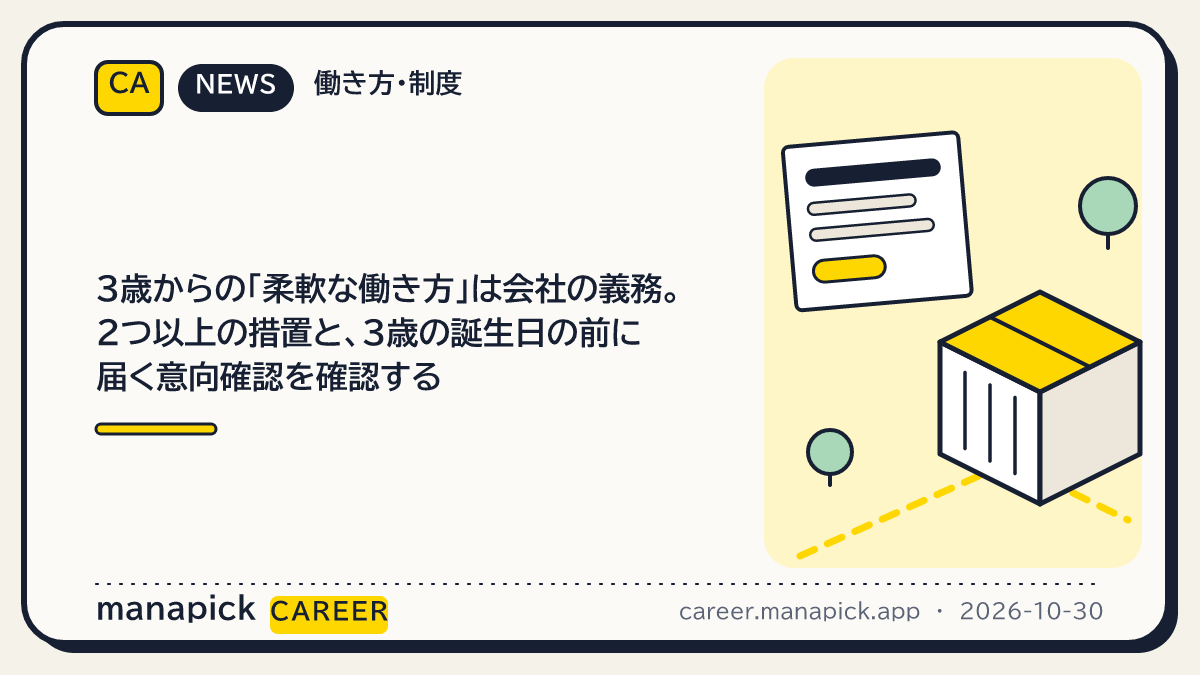 CA NEWS 働き方・制度
3歳からの「柔軟な働き方」は会社の義務。
2つ以上の措置と、3歳の誕生日の前に
届く意向確認を確認する
manapick CAREER career.manapick.app ・ 2026-10-30